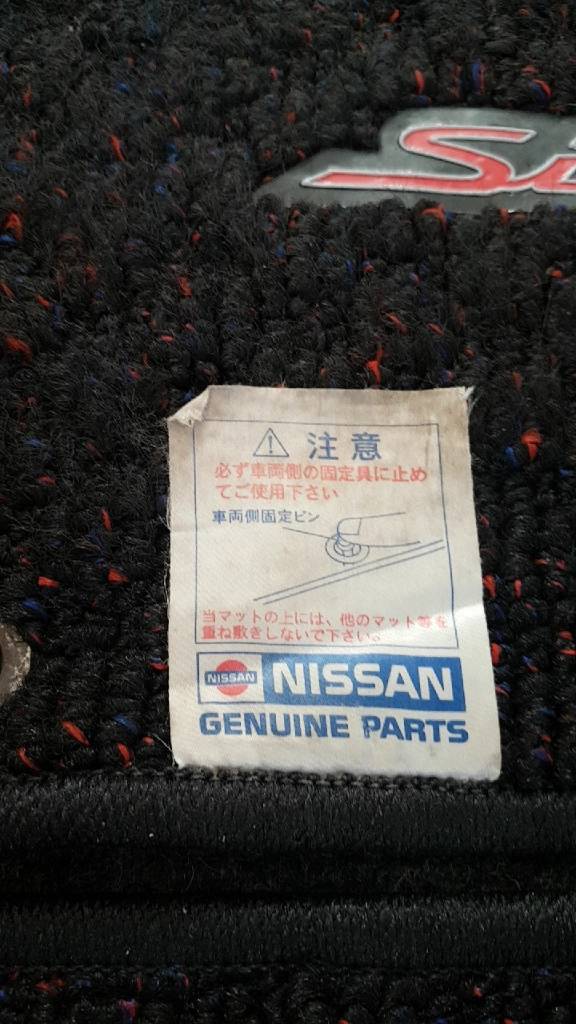 ⚠ 注意
必ず車両側の固定具に止め
てご使用下さい
車両側固定ピン
当マットの上には、他のマット等を
重ね敷きしないで下さい。
NISSAN NISSAN
GENUINE PARTS